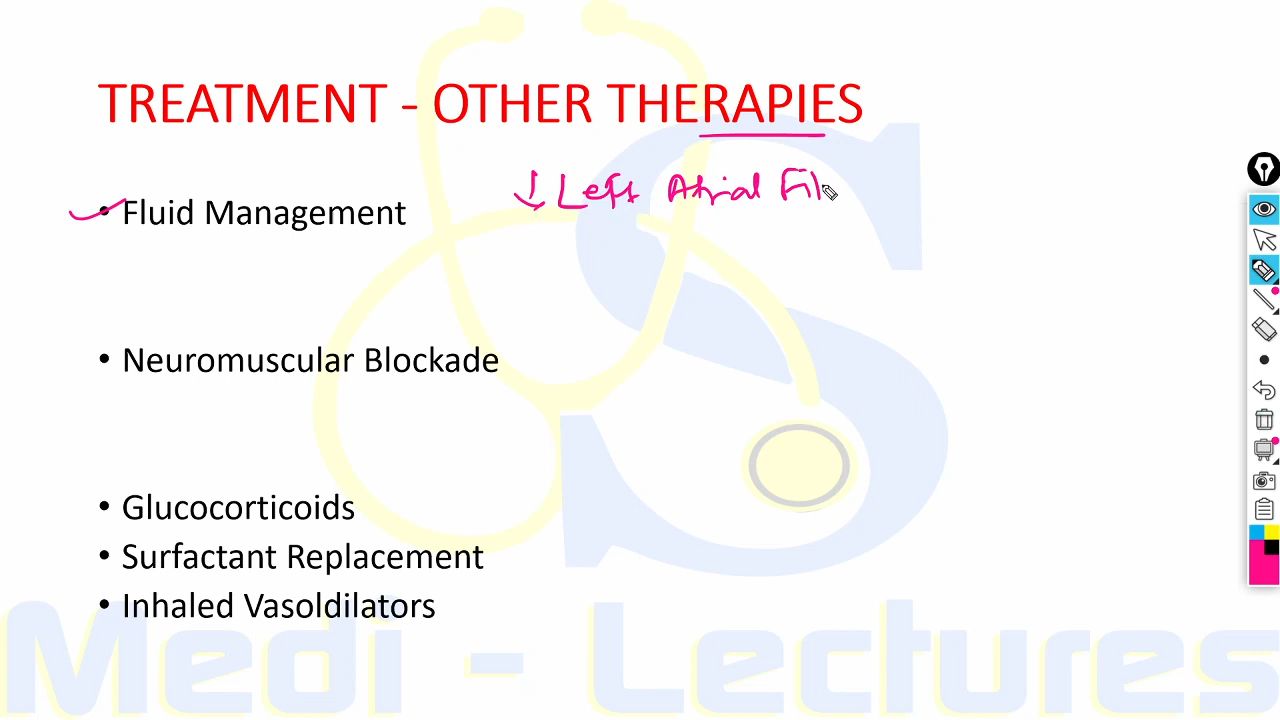 TREATMENT - OTHER THERAPIES
↓ Left Atrial Fil
• Fluid Management
• Neuromuscular Blockade
• Glucocorticoids
• Surfactant Replacement
• Inhaled Vasoldilators
Medi - Lectures